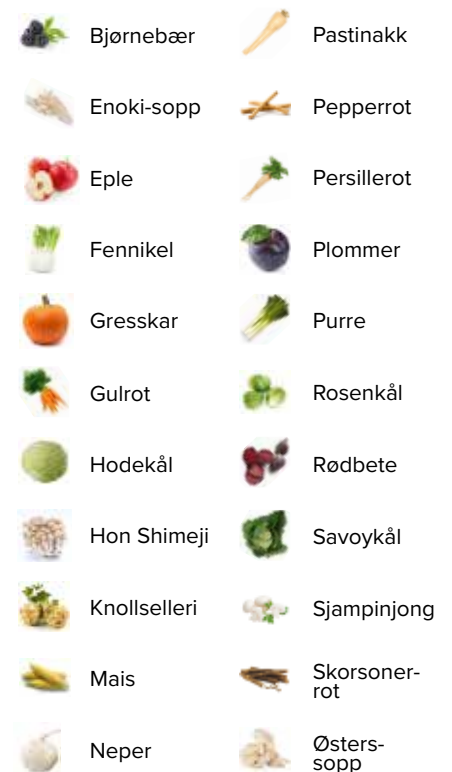 Bjørnebær
Enoki-sopp
Eple
Fennikel
Gresskar
Gulrot
Hodekål
Hon Shimeji
Knollselleri
Mais
Neper
Pastinakk
Pepperrot
Persillerot
Plommer
Purre
Rosenkål
Rødbete
Savoykål
Sjampinjong
Skorsoner-
rot
Østers-
sopp